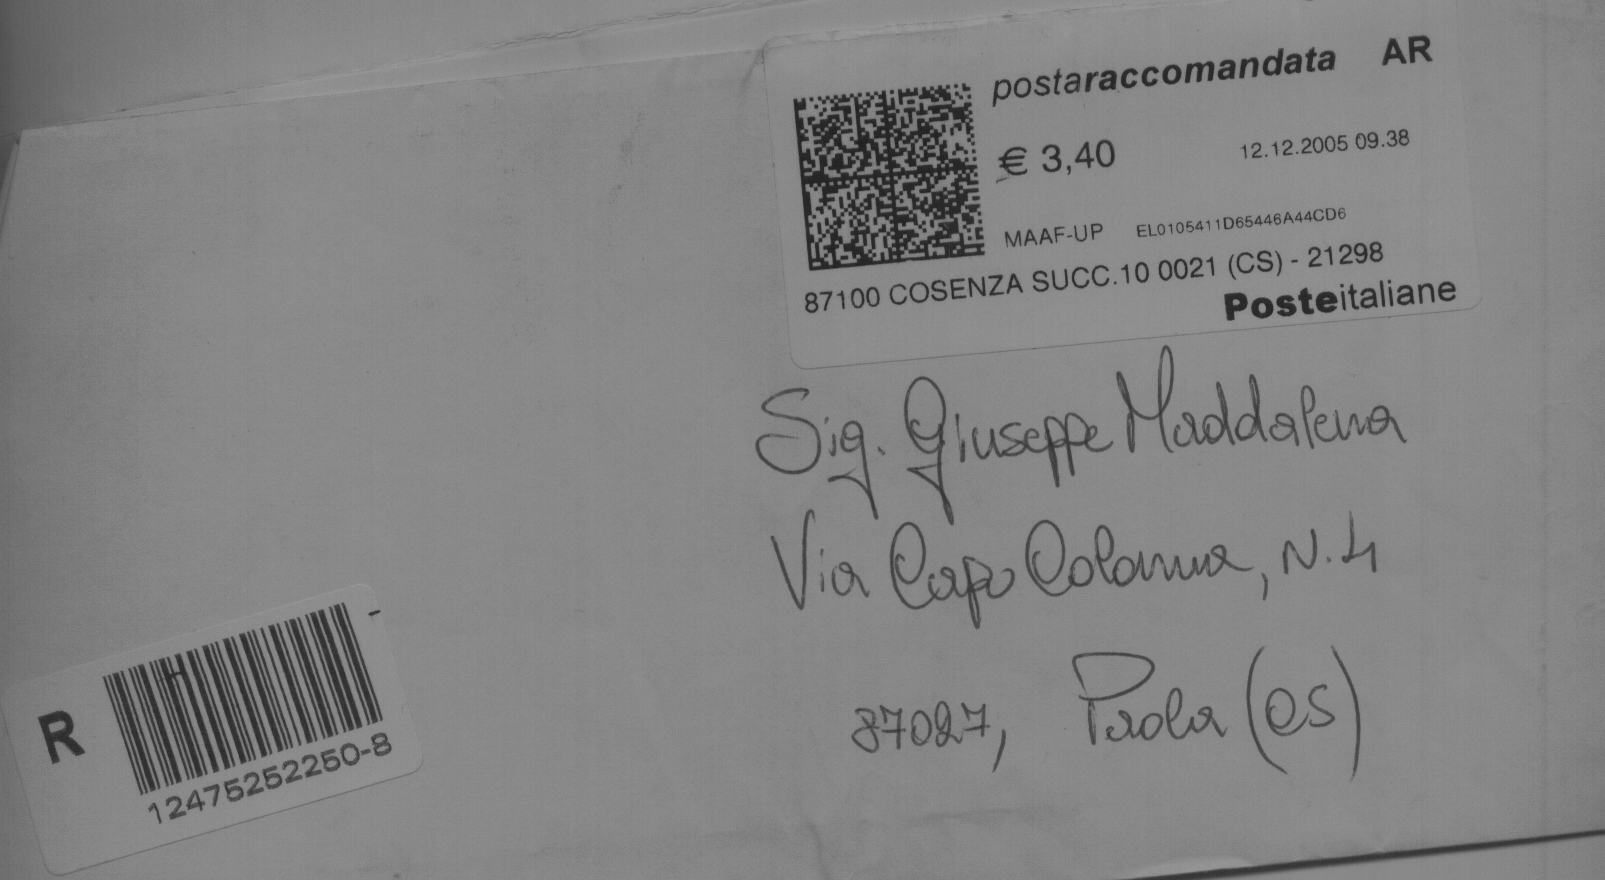 postaraccomandata AR
€ 3,40 12.12.2005 09.38
MAAF-UP EL0105411D65446A44CD6
87100 COSENZA SUCC.10 0021 (CS) - 21298
Posteitaliane
Sig. Giuseppe Maddalena
Via Capo Colonna, N.4
87027, Paola (CS)
R
12475252250-8